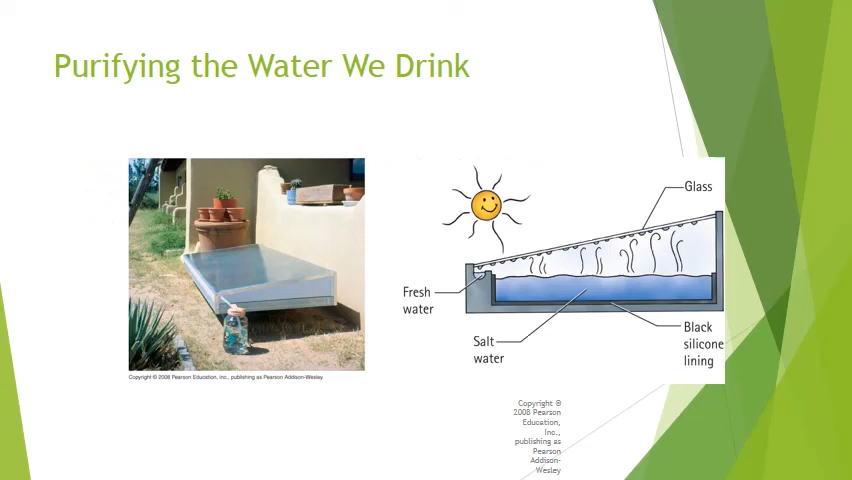 Purifying the Water We Drink
Glass
Fresh
water
Salt
water
Black
silicone
lining
Copyright © 2008 Pearson Education, Inc., publishing as Pearson Addison-Wesley.
Copyright ©
2008 Pearson
Education,
Inc.,
publishing as
Pearson
Addison-
Wesley